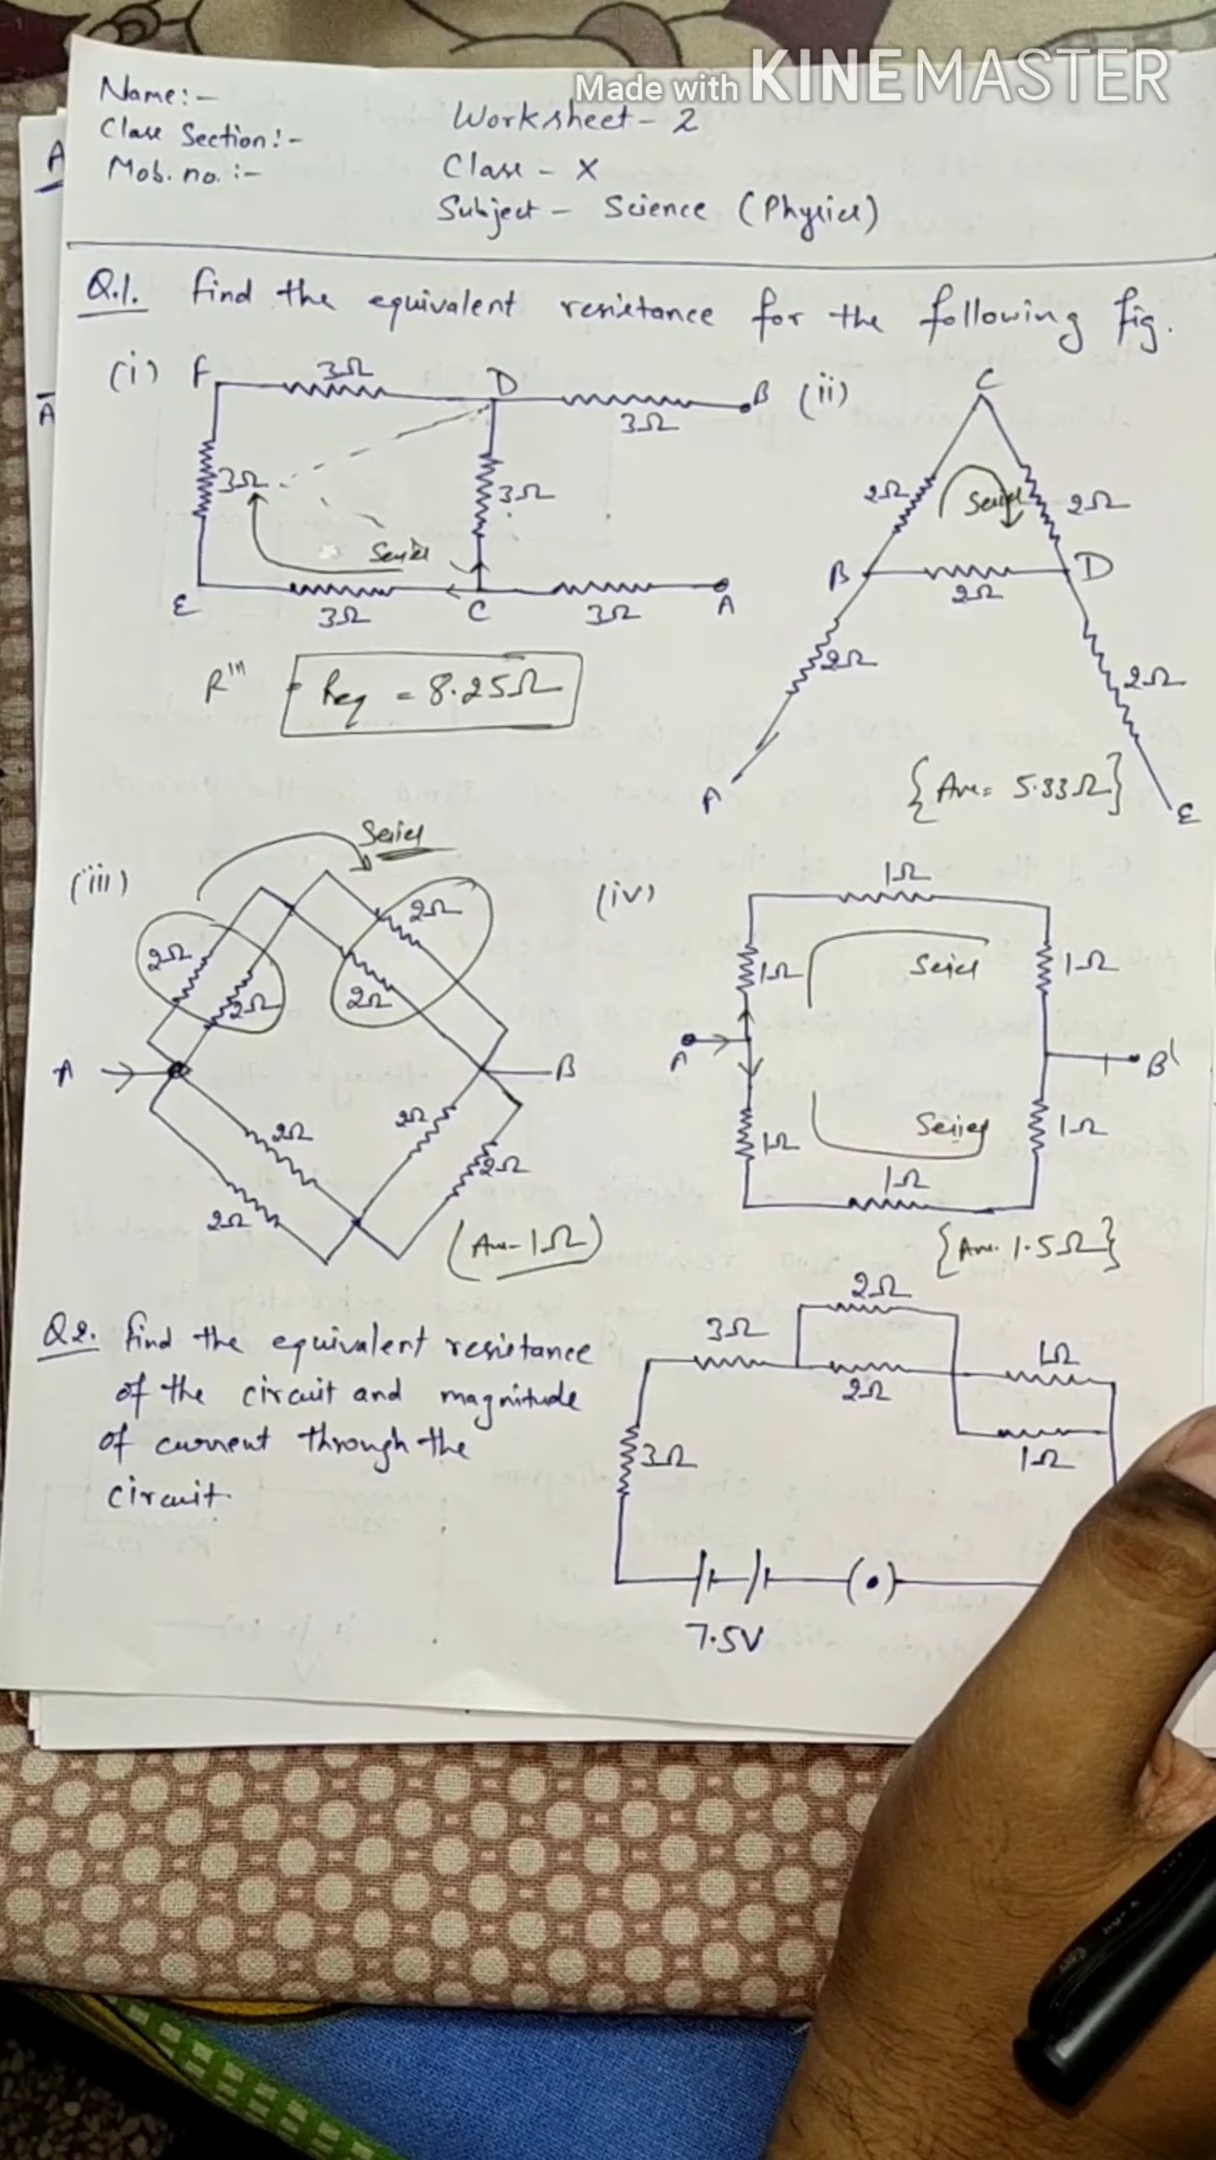 Made with KINEMASTER
Name:-
Class Section:-
Mob. no. :-
Worksheet - 2
Class - X
Subject - Science (Physics)
A
A
Q.1. find the equivalent resistance for the following fig.
(i) F 3Ω D B
3Ω
3Ω 3Ω
Series
E 3Ω C 3Ω A
R''' Req = 8.25Ω
(ii) C
2Ω Series 2Ω
B 2Ω D
2Ω 2Ω
A E
{Ans = 5.33Ω}
(iii) Series
2Ω 2Ω
2Ω 2Ω
A B
2Ω 2Ω
2Ω 2Ω
(Ans - 1Ω)
(iv) 1Ω
1Ω Series 1Ω
A B
1Ω Series 1Ω
1Ω
{Ans. 1.5Ω}
Q2. find the equivalent resistance
of the circuit and magnitude
of current through the
circuit.
2Ω
3Ω 1Ω
2Ω
3Ω 1Ω
7.5V